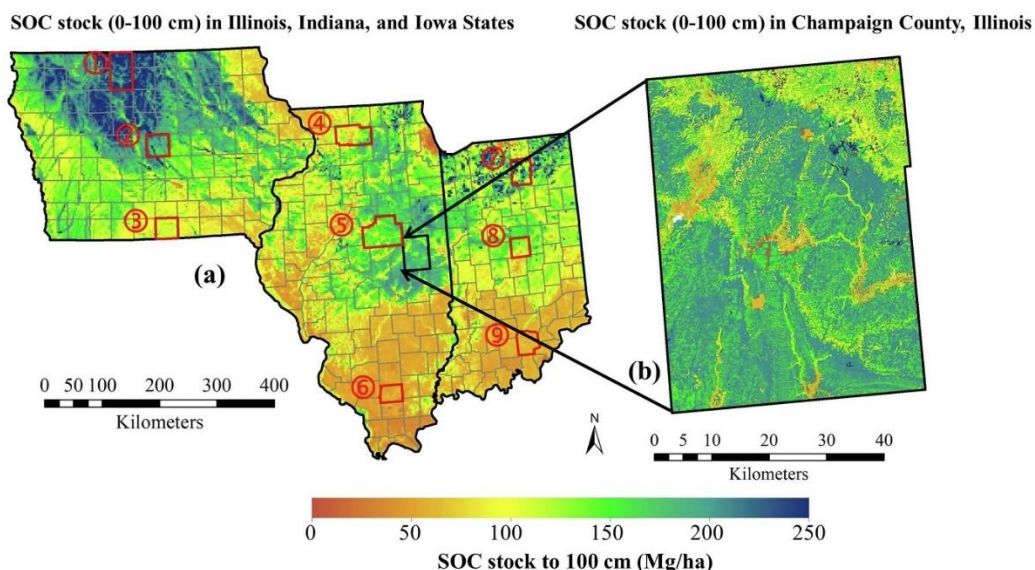 SOC stock (0-100 cm) in Illinois, Indiana, and Iowa States
SOC stock (0-100 cm) in Champaign County, Illinois
①
②
③
④
⑤
⑥
⑦
⑧
⑨
(a)
(b)
0 50 100 200 300 400
Kilometers
N
0 5 10 20 30 40
Kilometers
0 50 100 150 200 250
SOC stock to 100 cm (Mg/ha)